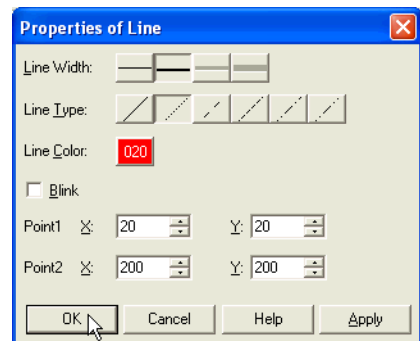 Properties of Line
Line Width:
Line Type:
Line Color: 020
Blink
Point1 X: 20 Y: 20
Point2 X: 200 Y: 200
OK Cancel Help Apply